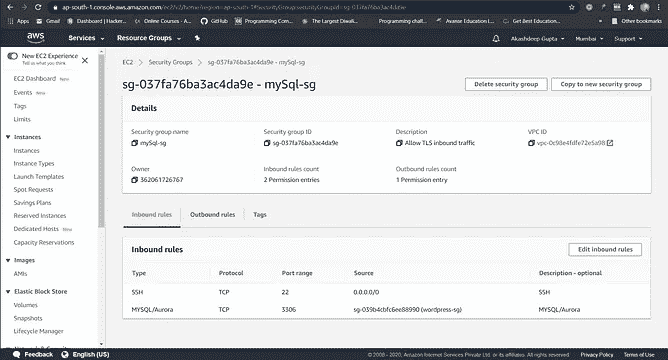 ap-south-1.console.aws.amazon.com/ec2/v2/home?region=ap-south-1#SecurityGroup:securityGroupId=sg-037fa76ba3ac4da9e
Apps GitHub Dashboard | Hacker... Online Courses - A... Get Started with Ha... Programming Com... The Largest Diwali... Programming chall... Avanse Education... Get best education... Other bookmarks
aws Services Resource Groups Akashdeep-Gupta Mumbai Support
New EC2 Experience
Tell us what you think
EC2 Dashboard New
Events New
Tags
Limits
Instances
Instances
Instance Types
Launch Templates
Spot Requests
Savings Plans
Reserved Instances
Dedicated Hosts New
Capacity Reservations
Images
AMIs
Elastic Block Store
Volumes
Snapshots
Lifecycle Manager
EC2 > Security Groups > sg-037fa76ba3ac4da9e - mySql-sg
sg-037fa76ba3ac4da9e - mySql-sg
Delete security group Copy to new security group
Details
Security group name Security group ID Description VPC ID
mySql-sg sg-037fa76ba3ac4da9e Allow TLS inbound traffic vpc-0c98e4fdfe72e5a98
Owner Inbound rules count Outbound rules count
362061726767 2 Permission entries 1 Permission entry
Inbound rules Outbound rules Tags
Inbound rules Edit inbound rules
Type Protocol Port range Source Description - optional
SSH TCP 22 0.0.0.0/0 SSH
MYSQL/Aurora TCP 3306 sg-039b4cbfc6ee88990 (wordpress-sg) MYSQL/Aurora
Feedback English (US) © 2008 - 2020, Amazon Internet Services Private Ltd. or its affiliates. All rights reserved. Privacy Policy Terms of Use